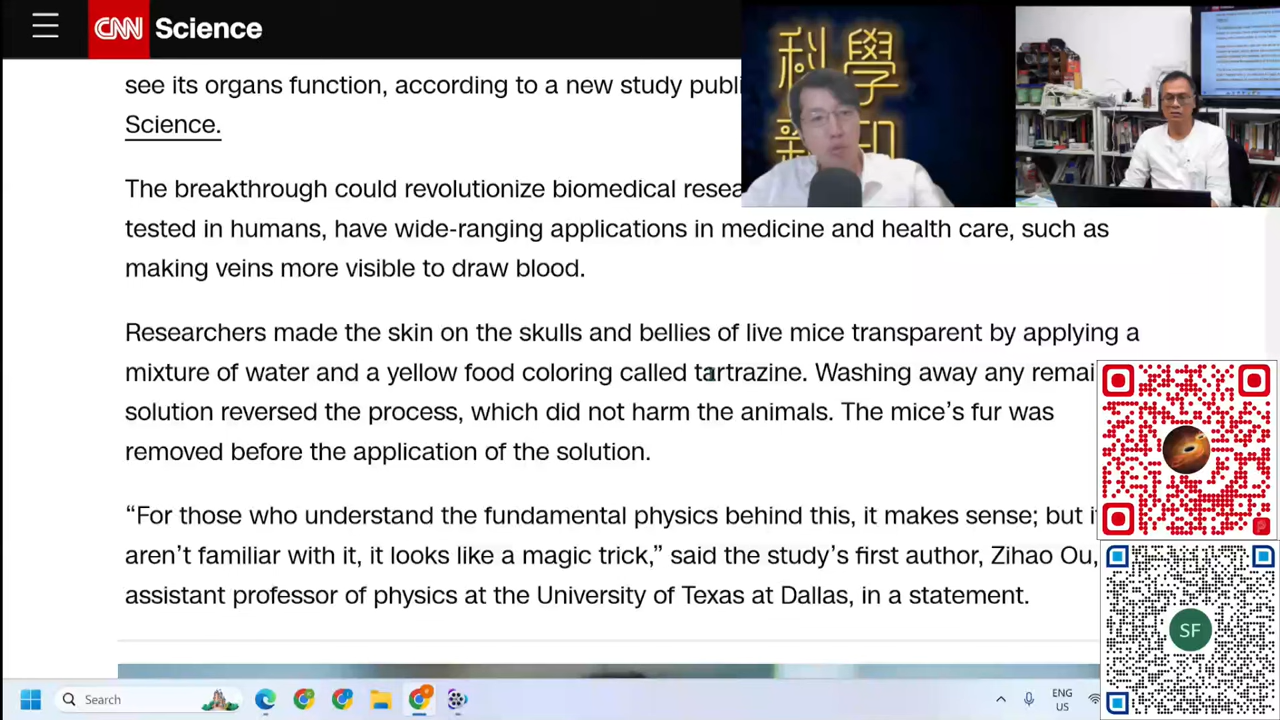 CNN Science
科學
新知
see its organs function, according to a new study publi
Science.
The breakthrough could revolutionize biomedical resea
tested in humans, have wide-ranging applications in medicine and health care, such as
making veins more visible to draw blood.
Researchers made the skin on the skulls and bellies of live mice transparent by applying a
mixture of water and a yellow food coloring called tartrazine. Washing away any remai
solution reversed the process, which did not harm the animals. The mice’s fur was
removed before the application of the solution.
“For those who understand the fundamental physics behind this, it makes sense; but i
aren’t familiar with it, it looks like a magic trick,” said the study’s first author, Zihao Ou,
assistant professor of physics at the University of Texas at Dallas, in a statement.
SF
Search
ENG
US